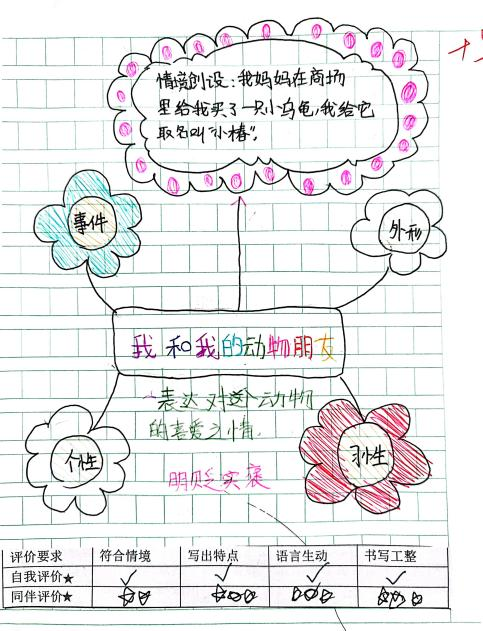 情境创设:我妈妈在商场
里给我买了一只小乌龟,我给它
取名叫“小椿”。
事件
外形
我和我的动物朋友
表达对这个动物
的喜爱之情.
明贬实褒
个性
习性
评价要求 符合情境 写出特点 语言生动 书写工整
自我评价★ ✓ ✓ ✓ ✓
同伴评价★